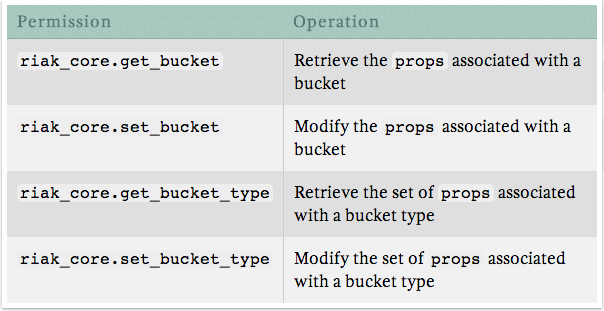 Permission Operation
riak_core.get_bucket Retrieve the props associated with a
bucket
riak_core.set_bucket Modify the props associated with a
bucket
riak_core.get_bucket_type Retrieve the set of props associated
with a bucket type
riak_core.set_bucket_type Modify the set of props associated
with a bucket type